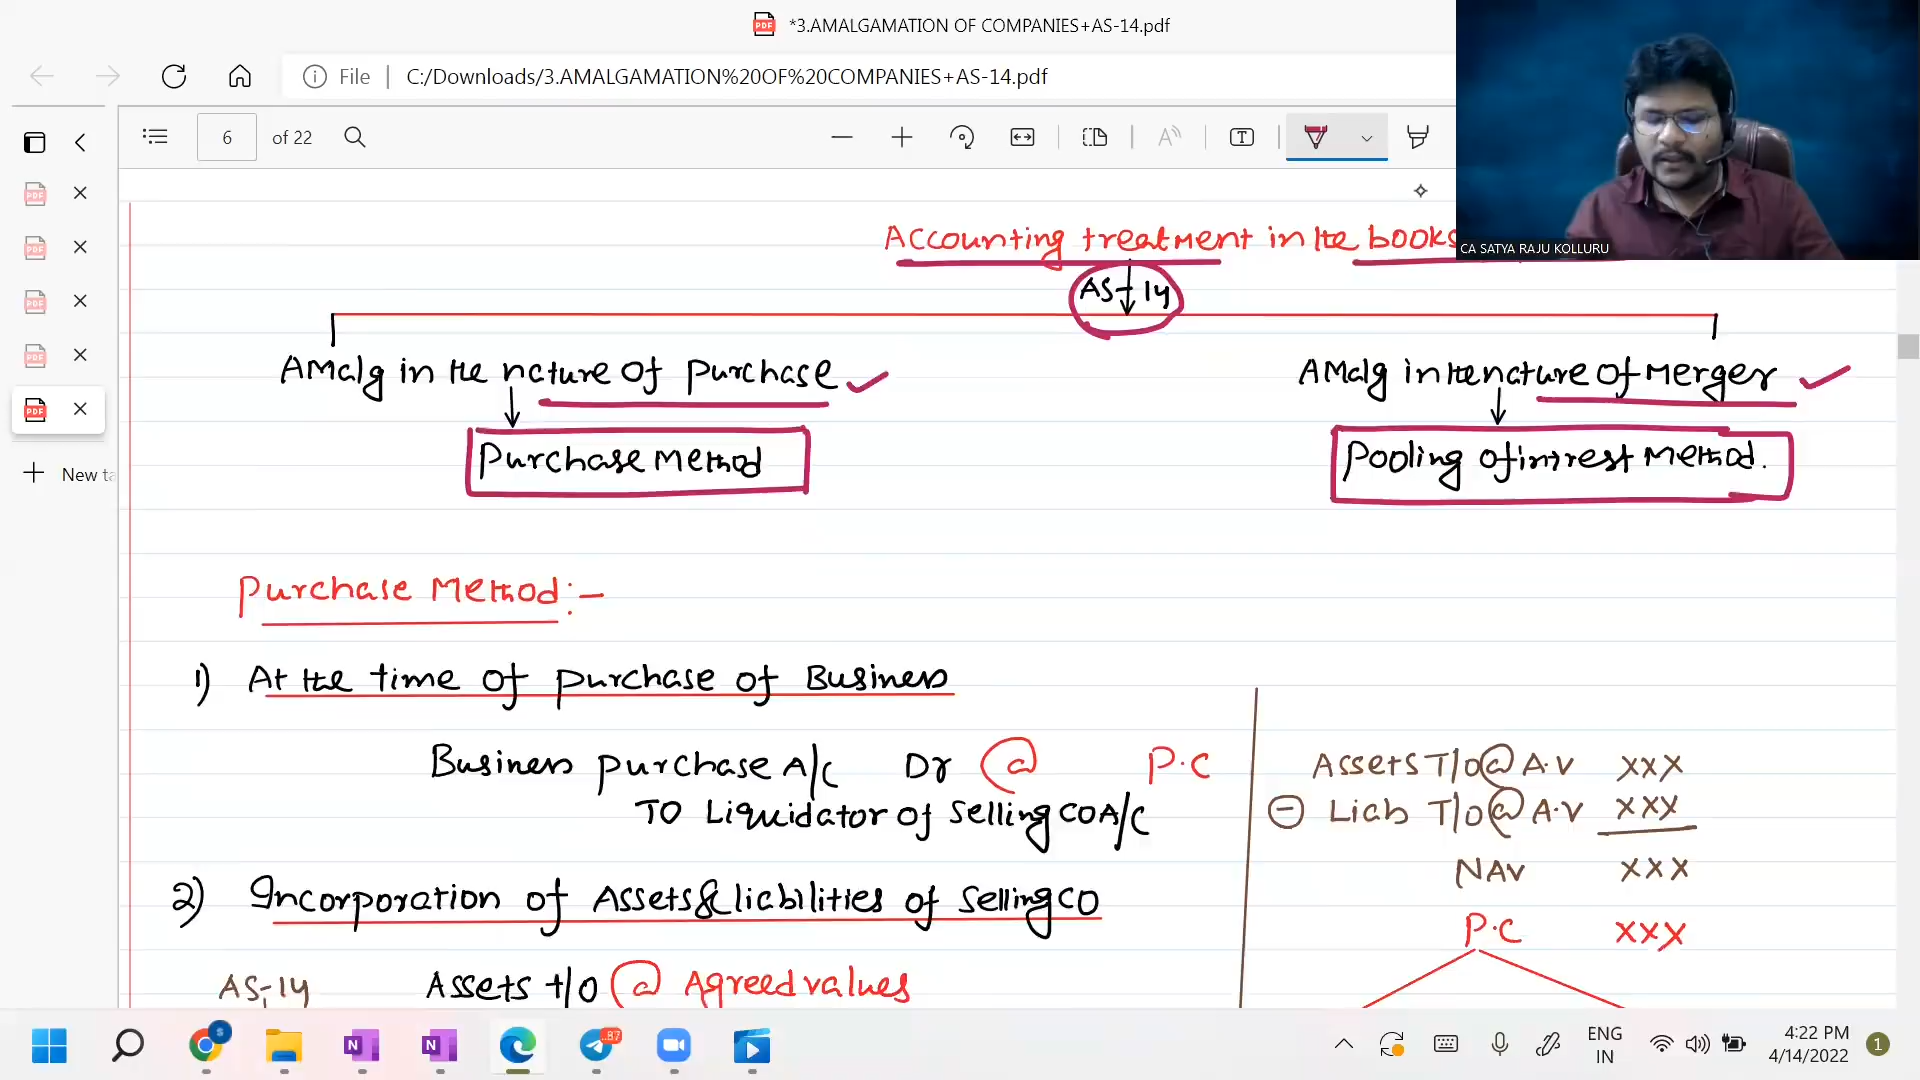 *3.AMALGAMATION OF COMPANIES+AS-14.pdf
File | C:/Downloads/3.AMALGAMATION%20OF%20COMPANIES+AS-14.pdf
6 of 22
New ta
CA SATYA RAJU KOLLURU
Accounting treatment in the books
AS-14
Amalg in the nature of purchase
Amalg in the nature of Merger
Purchase Method
Pooling of intrest Method.
Purchase Method:-
1) At the time of purchase of Business
Business purchase A/c Dr @ P.C
TO Liquidator of selling CO A/c
2) Incorporation of Assets & liabilities of selling CO
AS-14 Assets t/o @ Agreed values
Assets T/o @ A.V XXX
- Liab T/o @ A.V XXX
NAV XXX
P.C XXX
87
ENG
IN
4:22 PM
4/14/2022
1